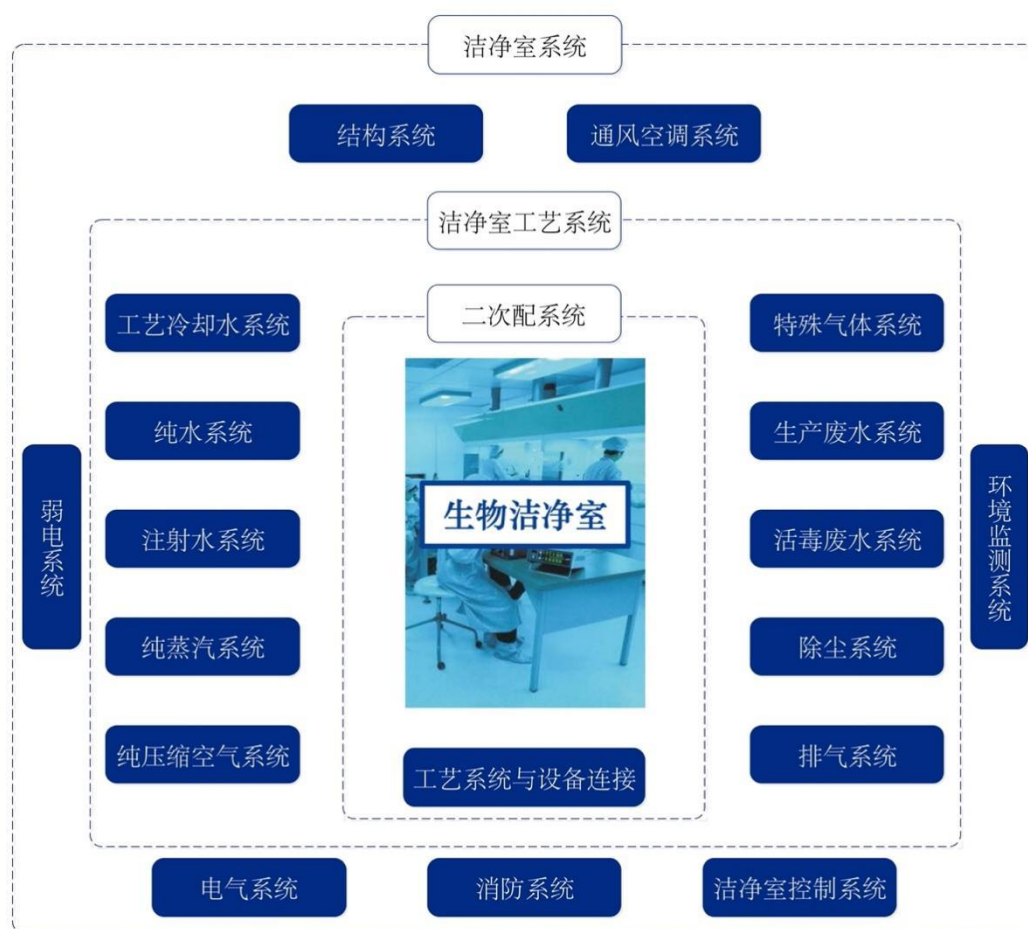 洁净室系统
结构系统
通风空调系统
洁净室工艺系统
二次配系统
工艺冷却水系统
特殊气体系统
纯水系统
生产废水系统
弱电系统
注射水系统
生物洁净室
活毒废水系统
环境监测系统
纯蒸汽系统
除尘系统
纯压缩空气系统
工艺系统与设备连接
排气系统
电气系统
消防系统
洁净室控制系统